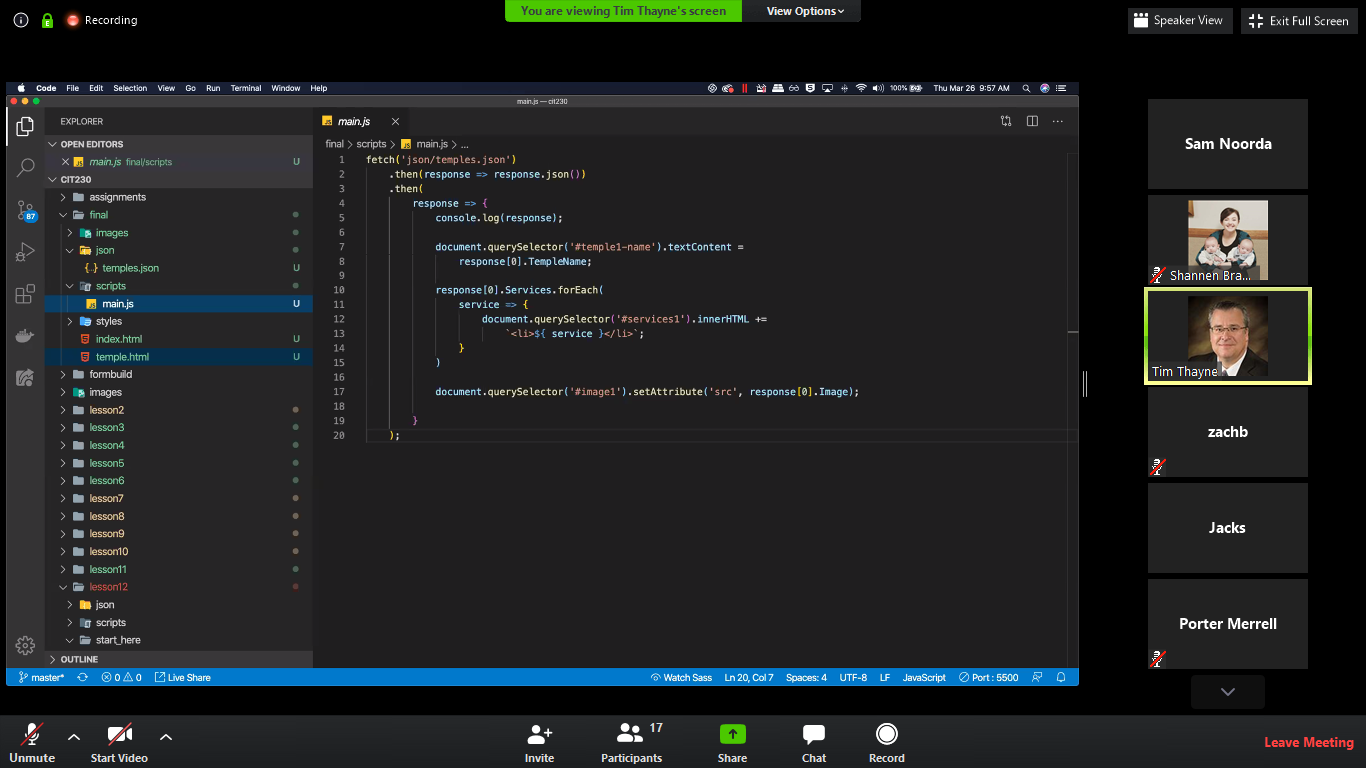 Recording
You are viewing Tim Thayne's screen
View Options
Speaker View
Exit Full Screen
Code File Edit Selection View Go Run Terminal Window Help
100%
Thu Mar 26 9:57 AM
main.js — cit230
EXPLORER
OPEN EDITORS
main.js final/scripts U
CIT230
assignments
final
images
json
{..} temples.json U
scripts
JS main.js U
styles
index.html U
temple.html U
formbuild
images
lesson2
lesson3
lesson4
lesson5
lesson6
lesson7
lesson8
lesson9
lesson10
lesson11
lesson12
json
scripts
start_here
OUTLINE
87
JS main.js
final > scripts > JS main.js > ...
1 fetch('json/temples.json')
2 .then(response => response.json())
3 .then(
4 response => {
5 console.log(response);
6
7 document.querySelector('#temple1-name').textContent =
8 response[0].TempleName;
9
10 response[0].Services.forEach(
11 service => {
12 document.querySelector('#services1').innerHTML +=
13 `<li>${ service }</li>`;
14 }
15 )
16
17 document.querySelector('#image1').setAttribute('src', response[0].Image);
18
19 }
20 );
master* 0 0 Live Share
Watch Sass Ln 20, Col 7 Spaces: 4 UTF-8 LF JavaScript Port : 5500
Sam Noorda
Shannen Bra...
Tim Thayne
zachb
Jacks
Porter Merrell
Unmute
Start Video
Invite
Participants 17
Share
Chat
Record
Leave Meeting